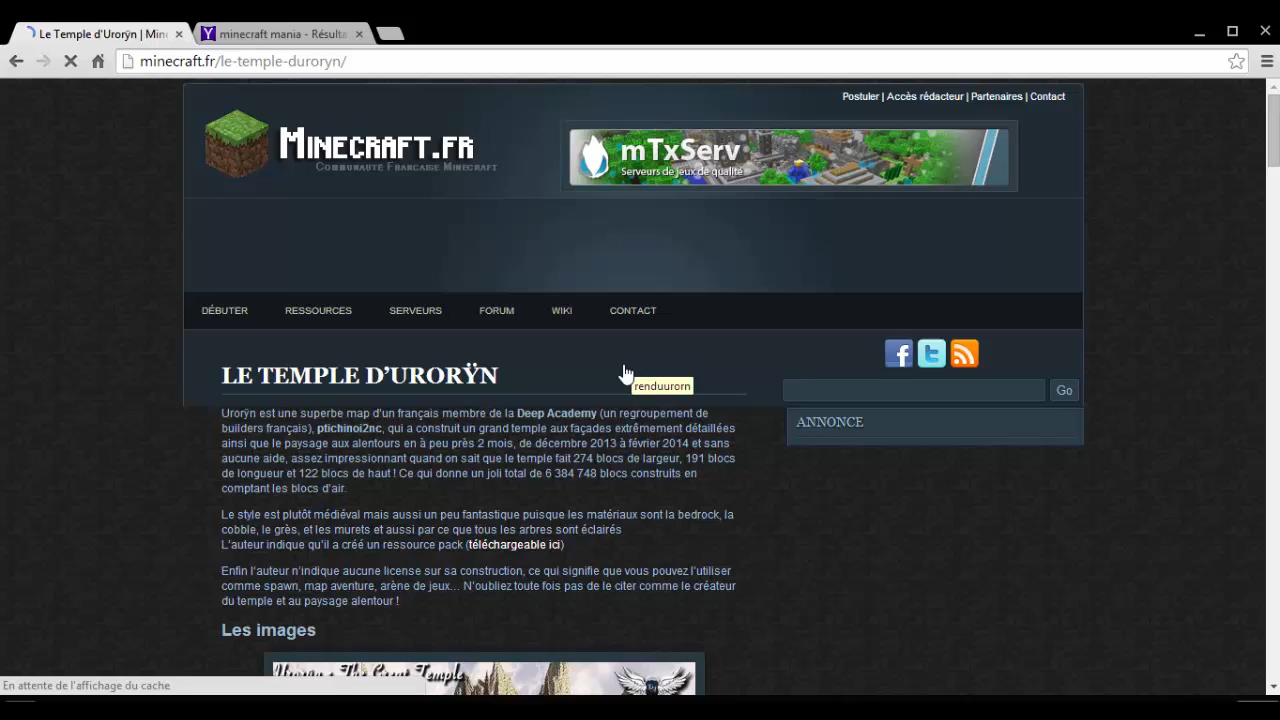 Le Temple d'Urorÿn | Min
minecraft mania - Résulta
minecraft.fr/le-temple-duroryn/
Postuler | Accès rédacteur | Partenaires | Contact
MINECRAFT.FR
COMMUNAUTÉ FRANÇAISE MINECRAFT
mTxServ
Serveurs de jeux de qualité
DÉBUTER RESSOURCES SERVEURS FORUM WIKI CONTACT
LE TEMPLE D'URORŸN
renduurorn
Go
ANNONCE
Urorÿn est une superbe map d'un français membre de la Deep Academy (un regroupement de
builders français), ptichinoi2nc, qui a construit un grand temple aux façades extrêmement détaillées
ainsi que le paysage aux alentours en à peu près 2 mois, de décembre 2013 à février 2014 et sans
aucune aide, assez impressionnant quand on sait que le temple fait 274 blocs de largeur, 191 blocs
de longueur et 122 blocs de haut ! Ce qui donne un joli total de 6 384 748 blocs construits en
comptant les blocs d'air.
Le style est plutôt médiéval mais aussi un peu fantastique puisque les matériaux sont la bedrock, la
cobble, le grès, et les murets et aussi par ce que tous les arbres sont éclairés
L'auteur indique qu'il a créé un ressource pack (téléchargeable ici)
Enfin l'auteur n'indique aucune license sur sa construction, ce qui signifie que vous pouvez l'utiliser
comme spawn, map aventure, arène de jeux... N'oubliez toute fois pas de le citer comme le créateur
du temple et au paysage alentour !
Les images
Uroryn - The Great Temple
En attente de l'affichage du cache